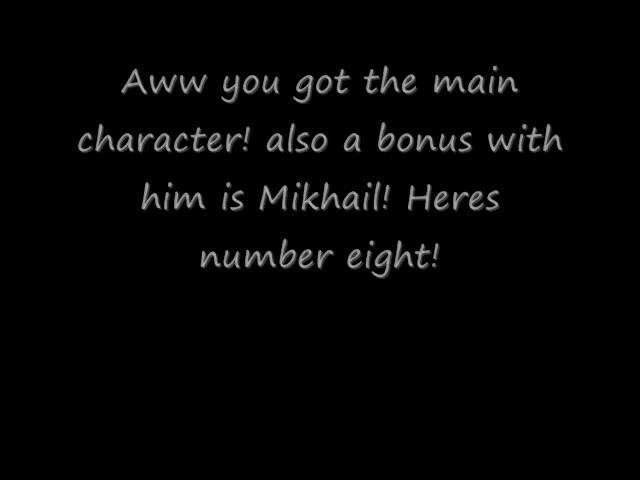 Aww you got the main
character! also a bonus with
him is Mikhail! Heres
number eight!